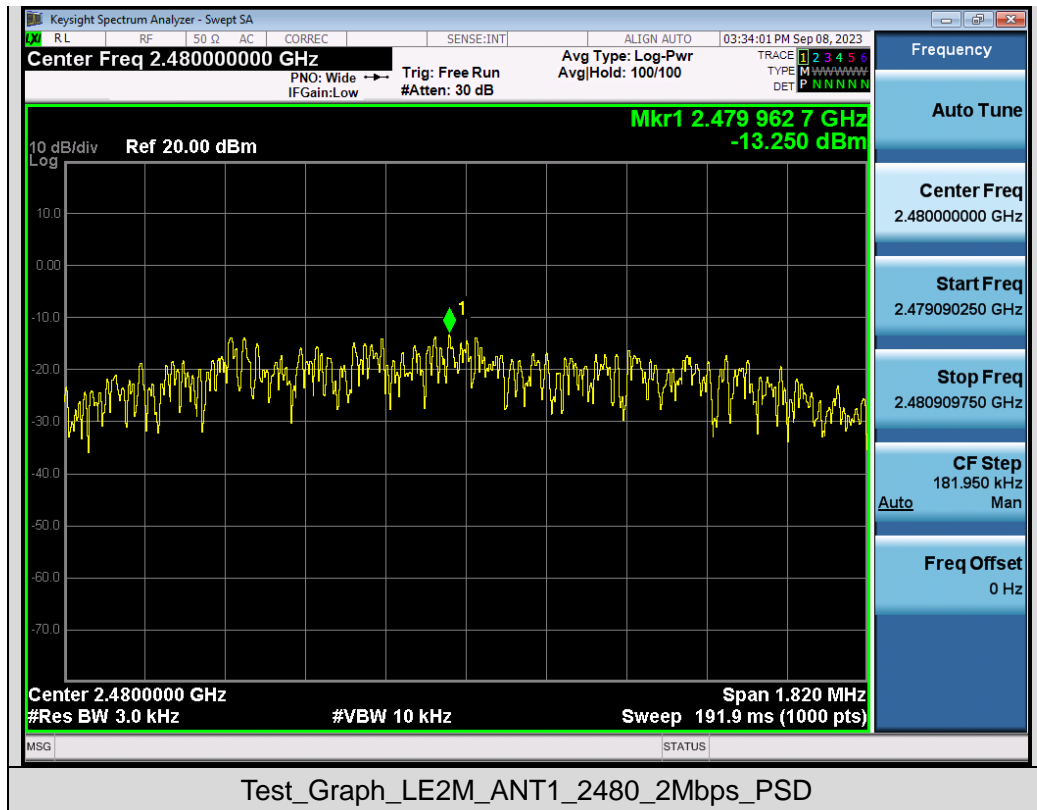 Keysight Spectrum Analyzer - Swept SA
LXI RL RF 50 Ω AC CORREC SENSE:INT ALIGN AUTO 03:34:01 PM Sep 08, 2023
Center Freq 2.480000000 GHz
PNO: Wide
IFGain:Low
Trig: Free Run
#Atten: 30 dB
Avg Type: Log-Pwr
Avg|Hold: 100/100
TRACE 1 2 3 4 5 6
TYPE M W W W W W
DET P N N N N N
Mkr1 2.479 962 7 GHz
-13.250 dBm
10 dB/div Ref 20.00 dBm
Log
10.0
0.00
-10.0
-20.0
-30.0
-40.0
-50.0
-60.0
-70.0
1
Center 2.4800000 GHz Span 1.820 MHz
#Res BW 3.0 kHz #VBW 10 kHz Sweep 191.9 ms (1000 pts)
MSG STATUS
Frequency
Auto Tune
Center Freq
2.480000000 GHz
Start Freq
2.479090250 GHz
Stop Freq
2.480909750 GHz
CF Step
181.950 kHz
Auto Man
Freq Offset
0 Hz
Test_Graph_LE2M_ANT1_2480_2Mbps_PSD